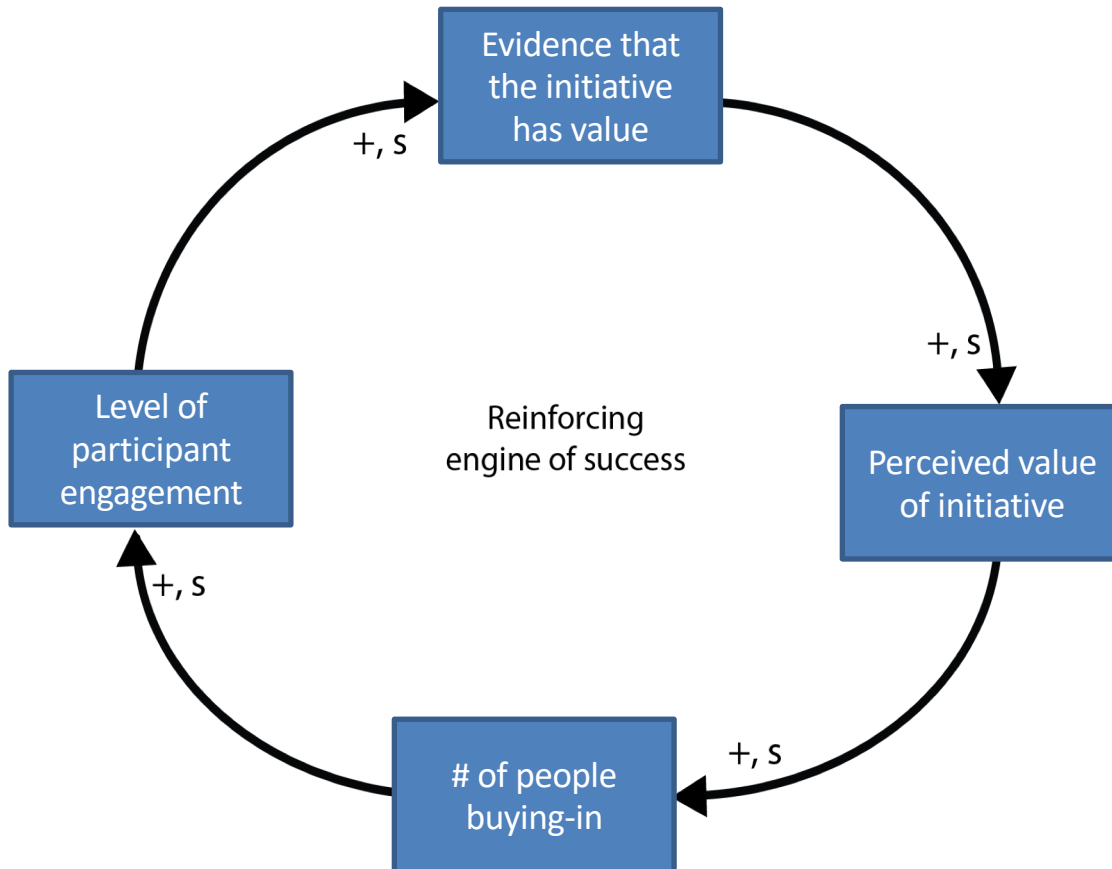 Evidence that
the initiative
has value
+, s
+, s
Level of
participant
engagement
Reinforcing
engine of success
Perceived value
of initiative
+, s
+, s
# of people
buying-in